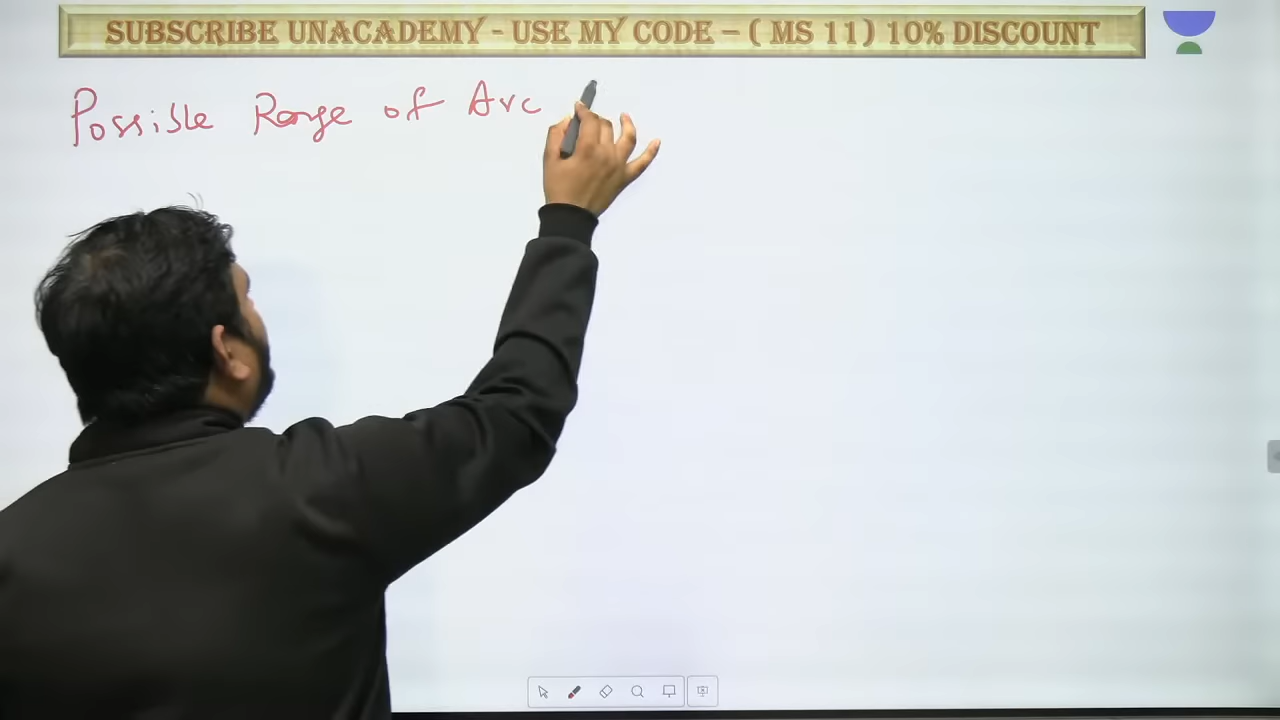 SUBSCRIBE UNACADEMY - USE MY CODE – ( MS 11) 10% DISCOUNT
Possible Range of Arc